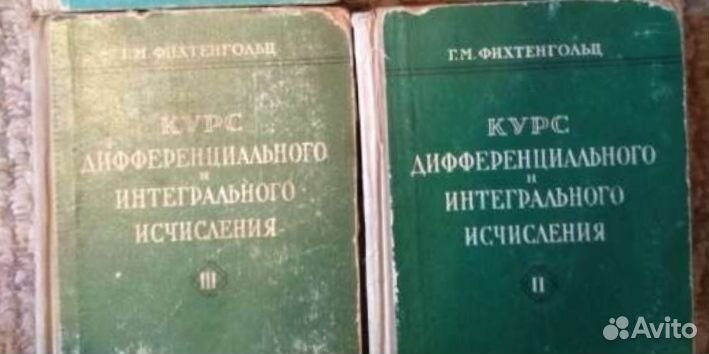 Г.М. ФИХТЕНГОЛЬЦ
КУРС
ДИФФЕРЕНЦИАЛЬНОГО
И
ИНТЕГРАЛЬНОГО
ИСЧИСЛЕНИЯ
III
Г.М. ФИХТЕНГОЛЬЦ
КУРС
ДИФФЕРЕНЦИАЛЬНОГО
И
ИНТЕГРАЛЬНОГО
ИСЧИСЛЕНИЯ
II
Avito